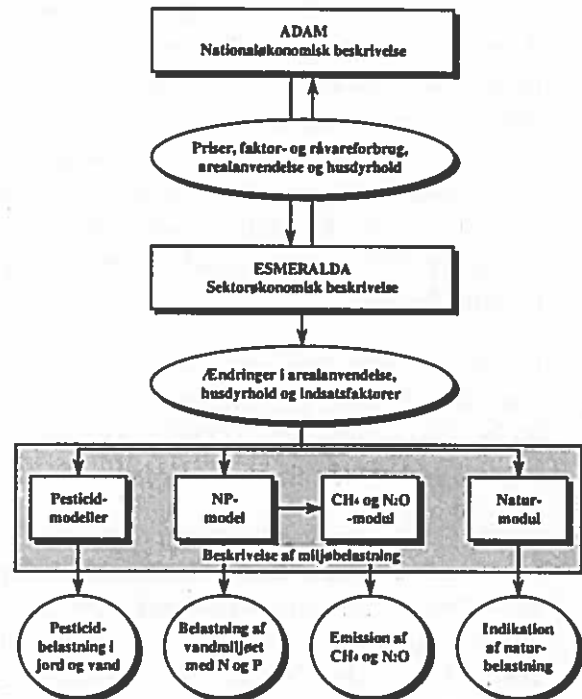 ADAM
Nationaløkonomisk beskrivelse
Priser, faktor- og råvareforbrug,
arealanvendelse og husdyrhold
ESMERALDA
Sektorøkonomisk beskrivelse
Ændringer i arealanvendelse,
husdyrhold og indsatsfaktorer
Pesticid-
modeller
NP-
model
CH4 og N2O
-modul
Natur-
modul
Beskrivelse af miljøbelastning
Pesticid-
belastning i
jord og vand
Belastning af
vandmiljøet
med N og P
Emission af
CH4 og N2O
Indikation
af natur-
belastning